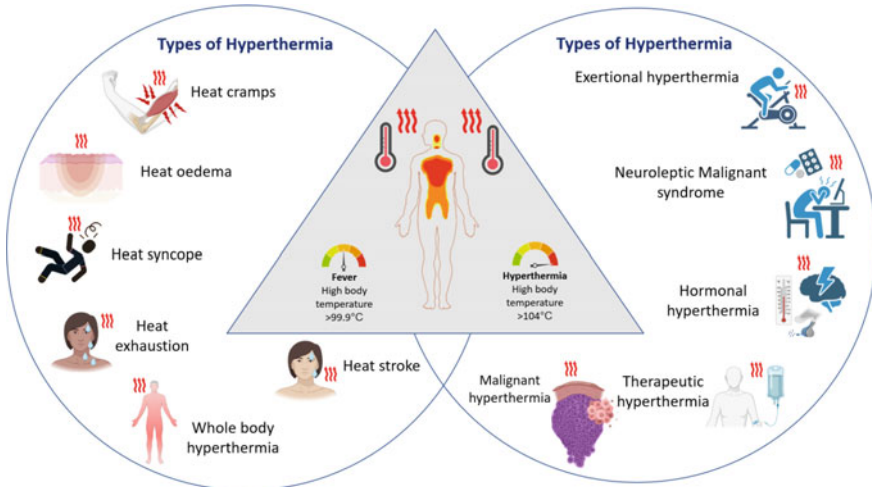 Types of Hyperthermia
Heat cramps
Heat oedema
Heat syncope
Heat
exhaustion
Whole body
hyperthermia
Heat stroke
Fever
High body
temperature
>99.9°C
Hyperthermia
High body
temperature
>104°C
Types of Hyperthermia
Exertional hyperthermia
Neuroleptic Malignant
syndrome
Hormonal
hyperthermia
Therapeutic
hyperthermia
Malignant
hyperthermia